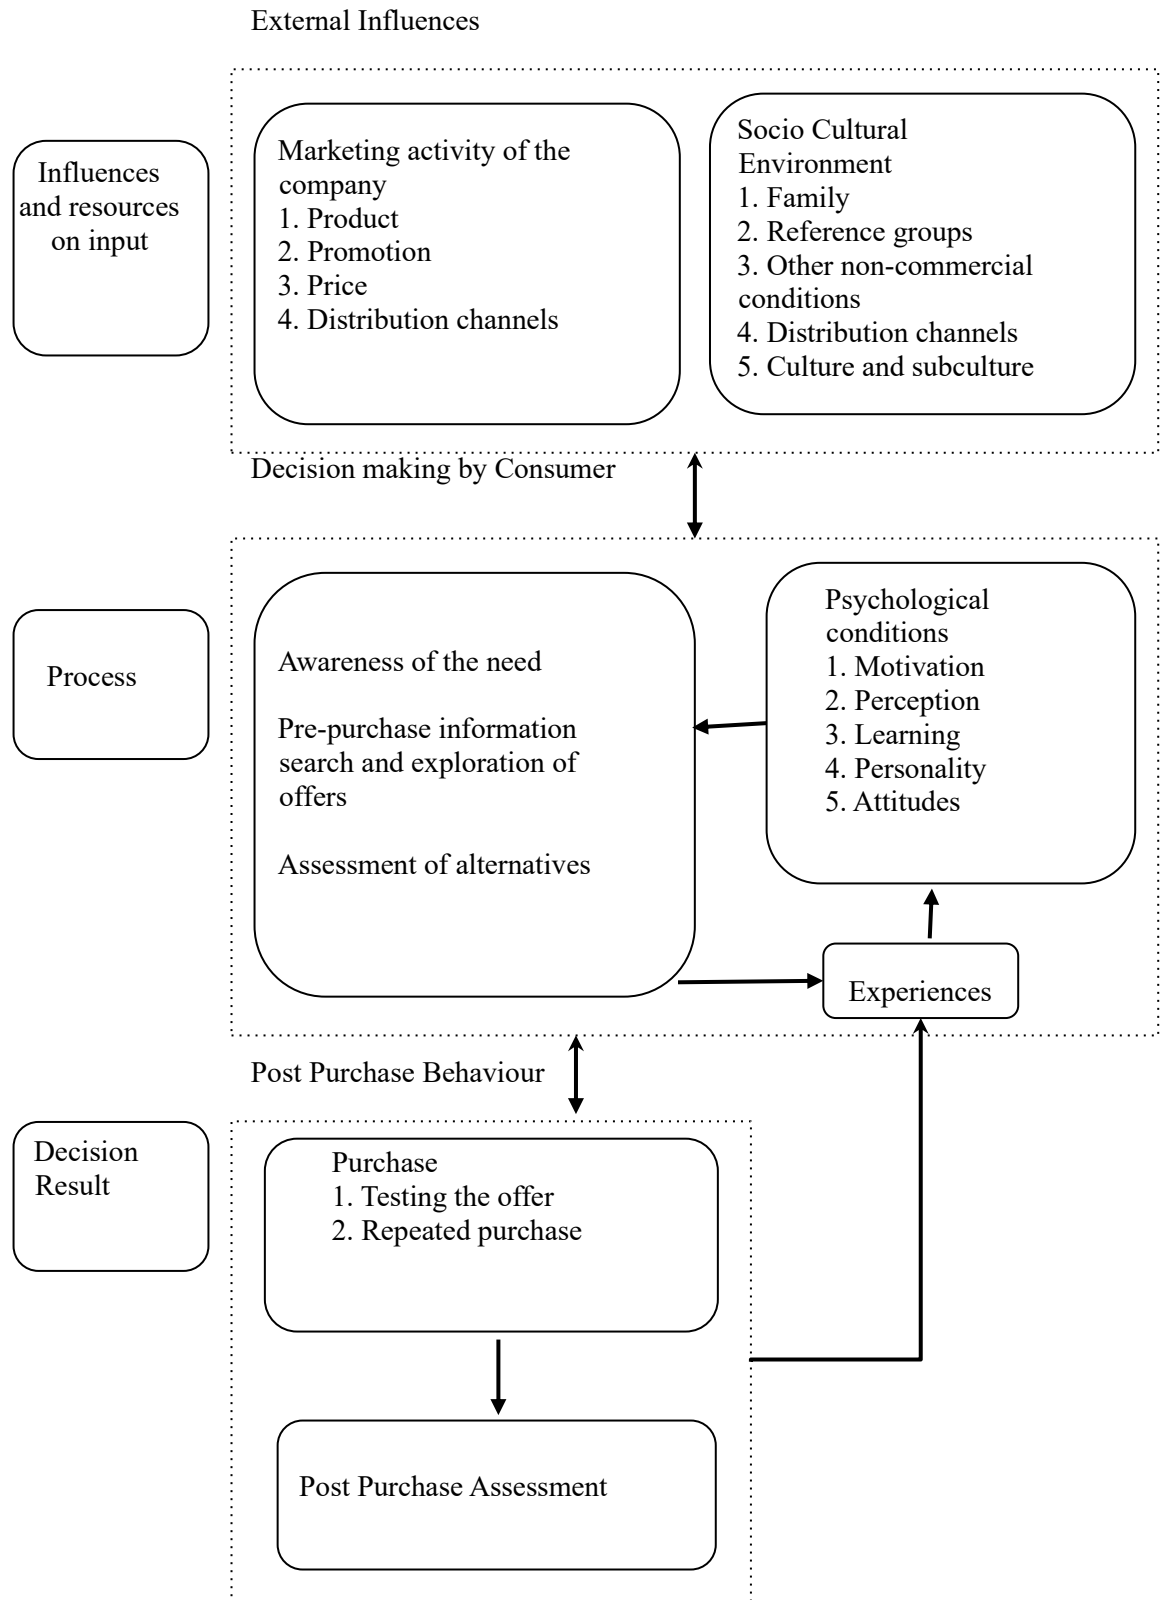 External Influences
Influences
and resources
on input
Marketing activity of the
company
1. Product
2. Promotion
3. Price
4. Distribution channels
Socio Cultural
Environment
1. Family
2. Reference groups
3. Other non-commercial
conditions
4. Distribution channels
5. Culture and subculture
Decision making by Consumer
Process
Awareness of the need
Pre-purchase information
search and exploration of
offers
Assessment of alternatives
Psychological
conditions
1. Motivation
2. Perception
3. Learning
4. Personality
5. Attitudes
Experiences
Post Purchase Behaviour
Decision
Result
Purchase
1. Testing the offer
2. Repeated purchase
Post Purchase Assessment